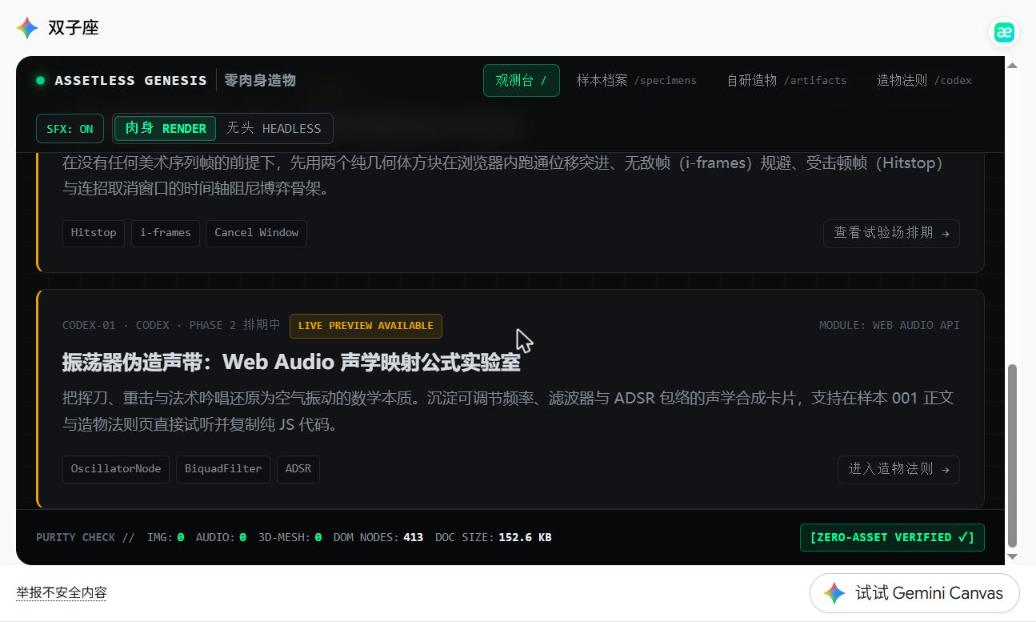 双子座
æ
ASSETLESS GENESIS 零肉身造物
观测台 /
样本档案 /specimens
自研造物 /artifacts
造物法则 /codex
SFX: ON
肉身 RENDER
无头 HEADLESS
在没有任何美术序列帧的前提下，先用两个纯几何体方块在浏览器内跑通位移突进、无敌帧（i-frames）规避、受击顿帧（Hitstop）
与连招取消窗口的时间轴阻尼博弈骨架。
Hitstop
i-frames
Cancel Window
查看试验场排期 →
CODEX-01 · CODEX · PHASE 2 排期中
LIVE PREVIEW AVAILABLE
MODULE: WEB AUDIO API
振荡器伪造声带：Web Audio 声学映射公式实验室
把挥刀、重击与法术吟唱还原为空气振动的数学本质。沉淀可调节频率、滤波器与 ADSR 包络的声学合成卡片，支持在样本 001 正文
与造物法则页直接试听并复制纯 JS 代码。
OscillatorNode
BiquadFilter
ADSR
进入造物法则 →
PURITY CHECK // IMG: 0 AUDIO: 0 3D-MESH: 0 DOM NODES: 413 DOC SIZE: 152.6 KB
[ZERO-ASSET VERIFIED ✓]
举报不安全内容
试试 Gemini Canvas